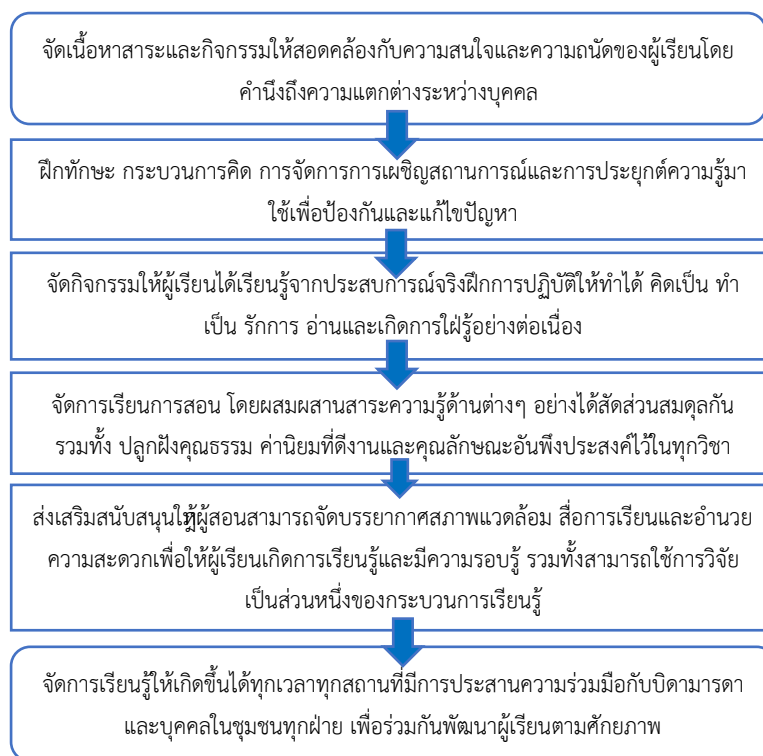 จัดเนื้อหาสาระและกิจกรรมให้สอดคล้องกับความสนใจและความถนัดของผู้เรียนโดย
คำนึงถึงความแตกต่างระหว่างบุคคล
ฝึกทักษะ กระบวนการคิด การจัดการการเผชิญสถานการณ์และการประยุกต์ความรู้มา
ใช้เพื่อป้องกันและแก้ไขปัญหา
จัดกิจกรรมให้ผู้เรียนได้เรียนรู้จากประสบการณ์จริงฝึกการปฏิบัติให้ทำได้ คิดเป็น ทำ
เป็น รักการ อ่านและเกิดการใฝ่รู้อย่างต่อเนื่อง
จัดการเรียนการสอน โดยผสมผสานสาระความรู้ด้านต่างๆ อย่างได้สัดส่วนสมดุลกัน
รวมทั้ง ปลูกฝังคุณธรรม ค่านิยมที่ดีงานและคุณลักษณะอันพึงประสงค์ไว้ในทุกวิชา
ส่งเสริมสนับสนุนให้ผู้สอนสามารถจัดบรรยากาศสภาพแวดล้อม สื่อการเรียนและอำนวย
ความสะดวกเพื่อให้ผู้เรียนเกิดการเรียนรู้และมีความรอบรู้ รวมทั้งสามารถใช้การวิจัย
เป็นส่วนหนึ่งของกระบวนการเรียนรู้
จัดการเรียนรู้ให้เกิดขึ้นได้ทุกเวลาทุกสถานที่มีการประสานความร่วมมือกับบิดามารดา
และบุคคลในชุมชนทุกฝ่าย เพื่อร่วมกันพัฒนาผู้เรียนตามศักยภาพ